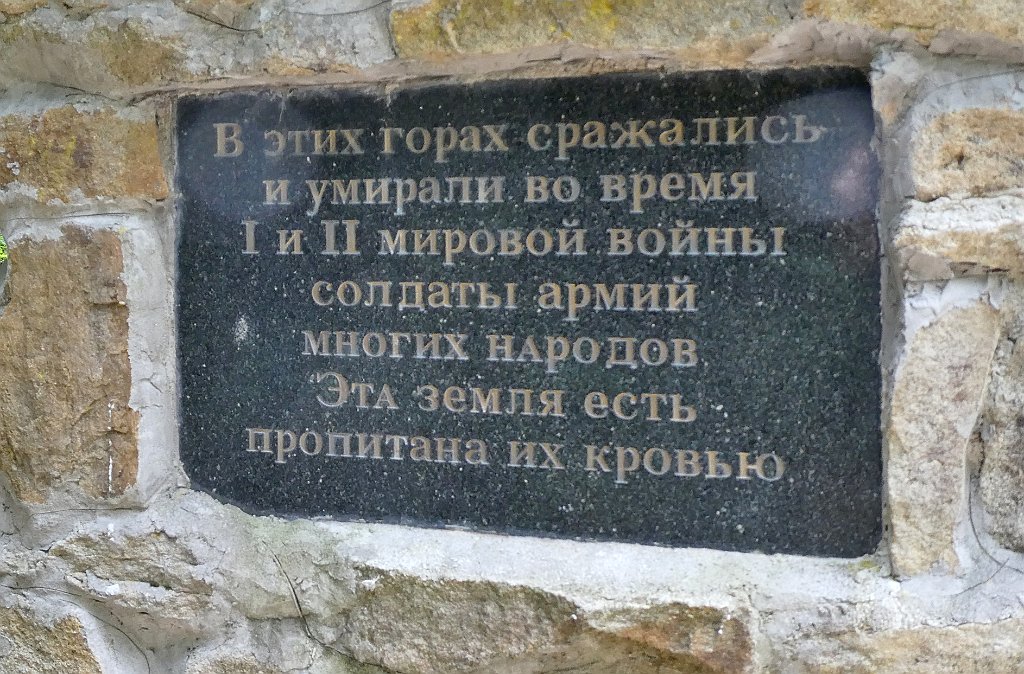 В этих горах сражались
и умирали во время
I и II мировой войны
солдаты армий
многих народов
Эта земля есть
пропитана их кровью